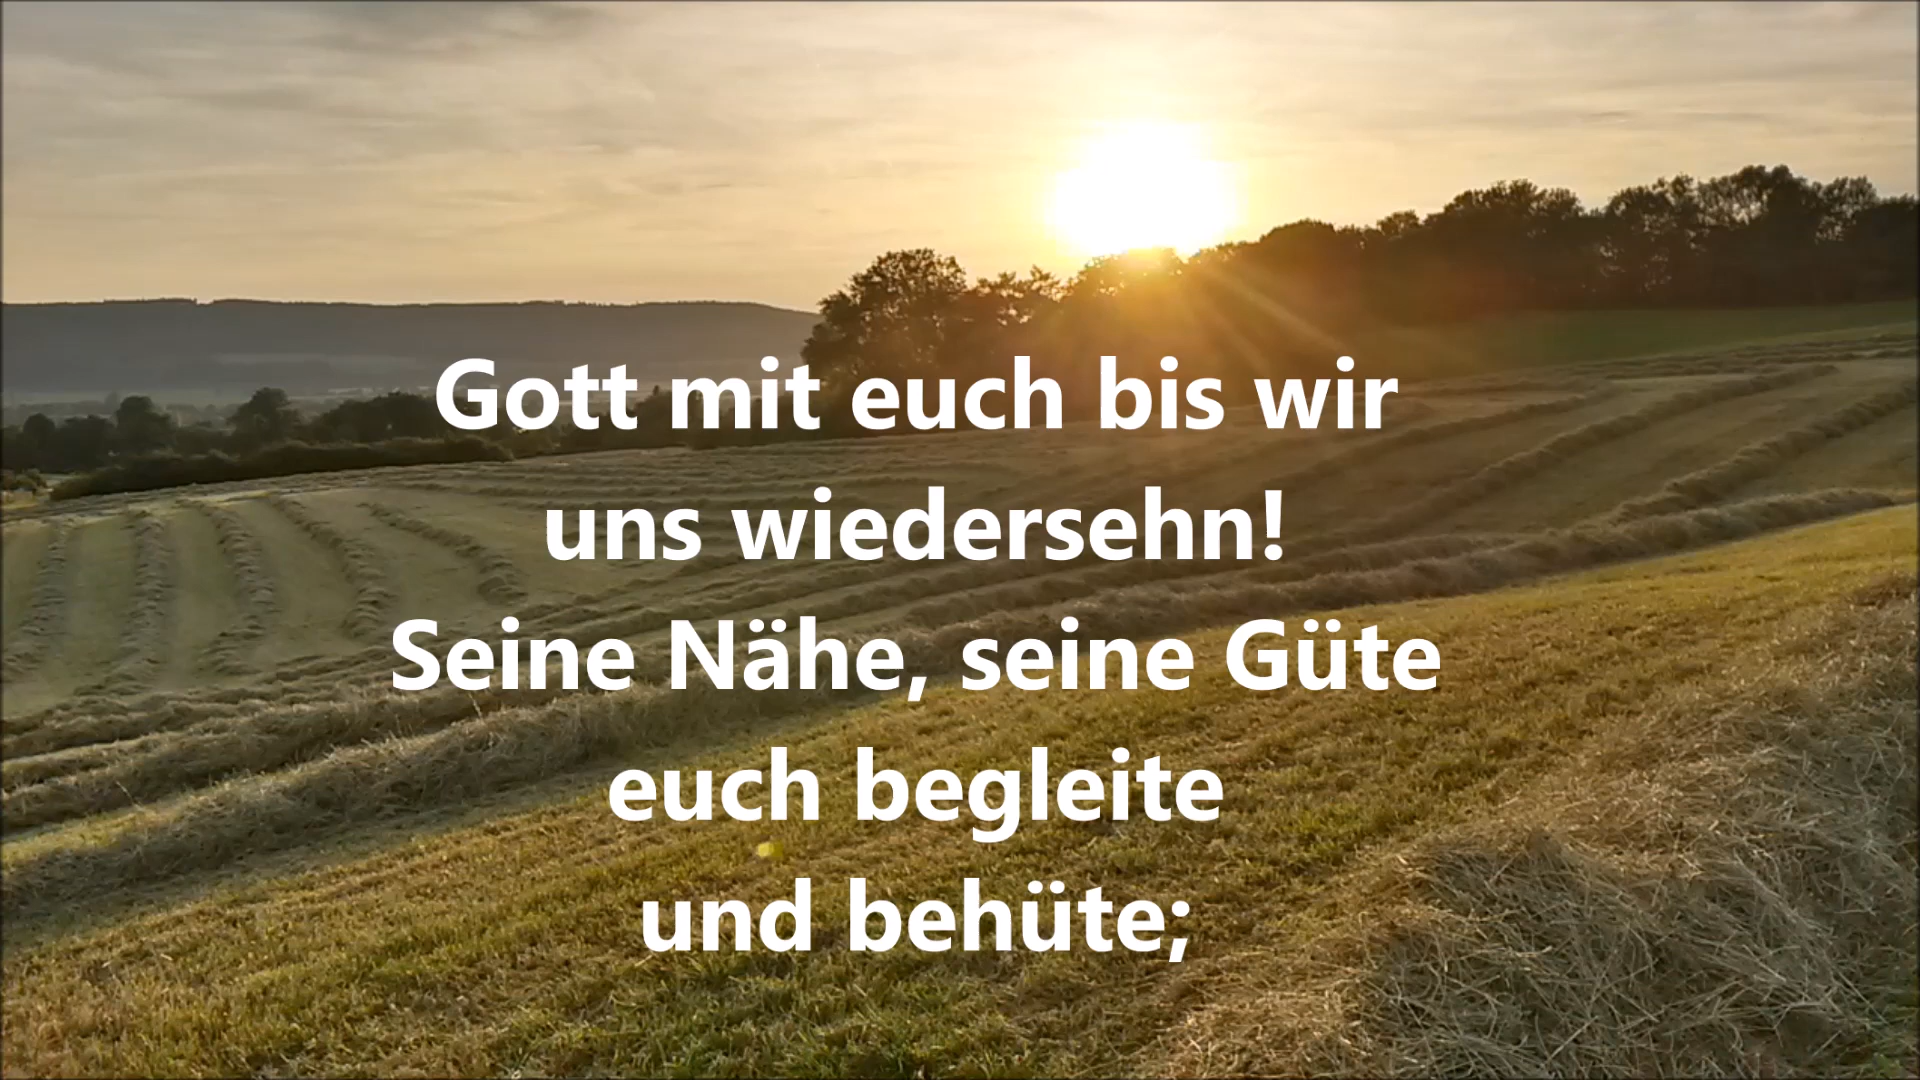 Gott mit euch bis wir
uns wiedersehn!
Seine Nähe, seine Güte
euch begleite
und behüte;